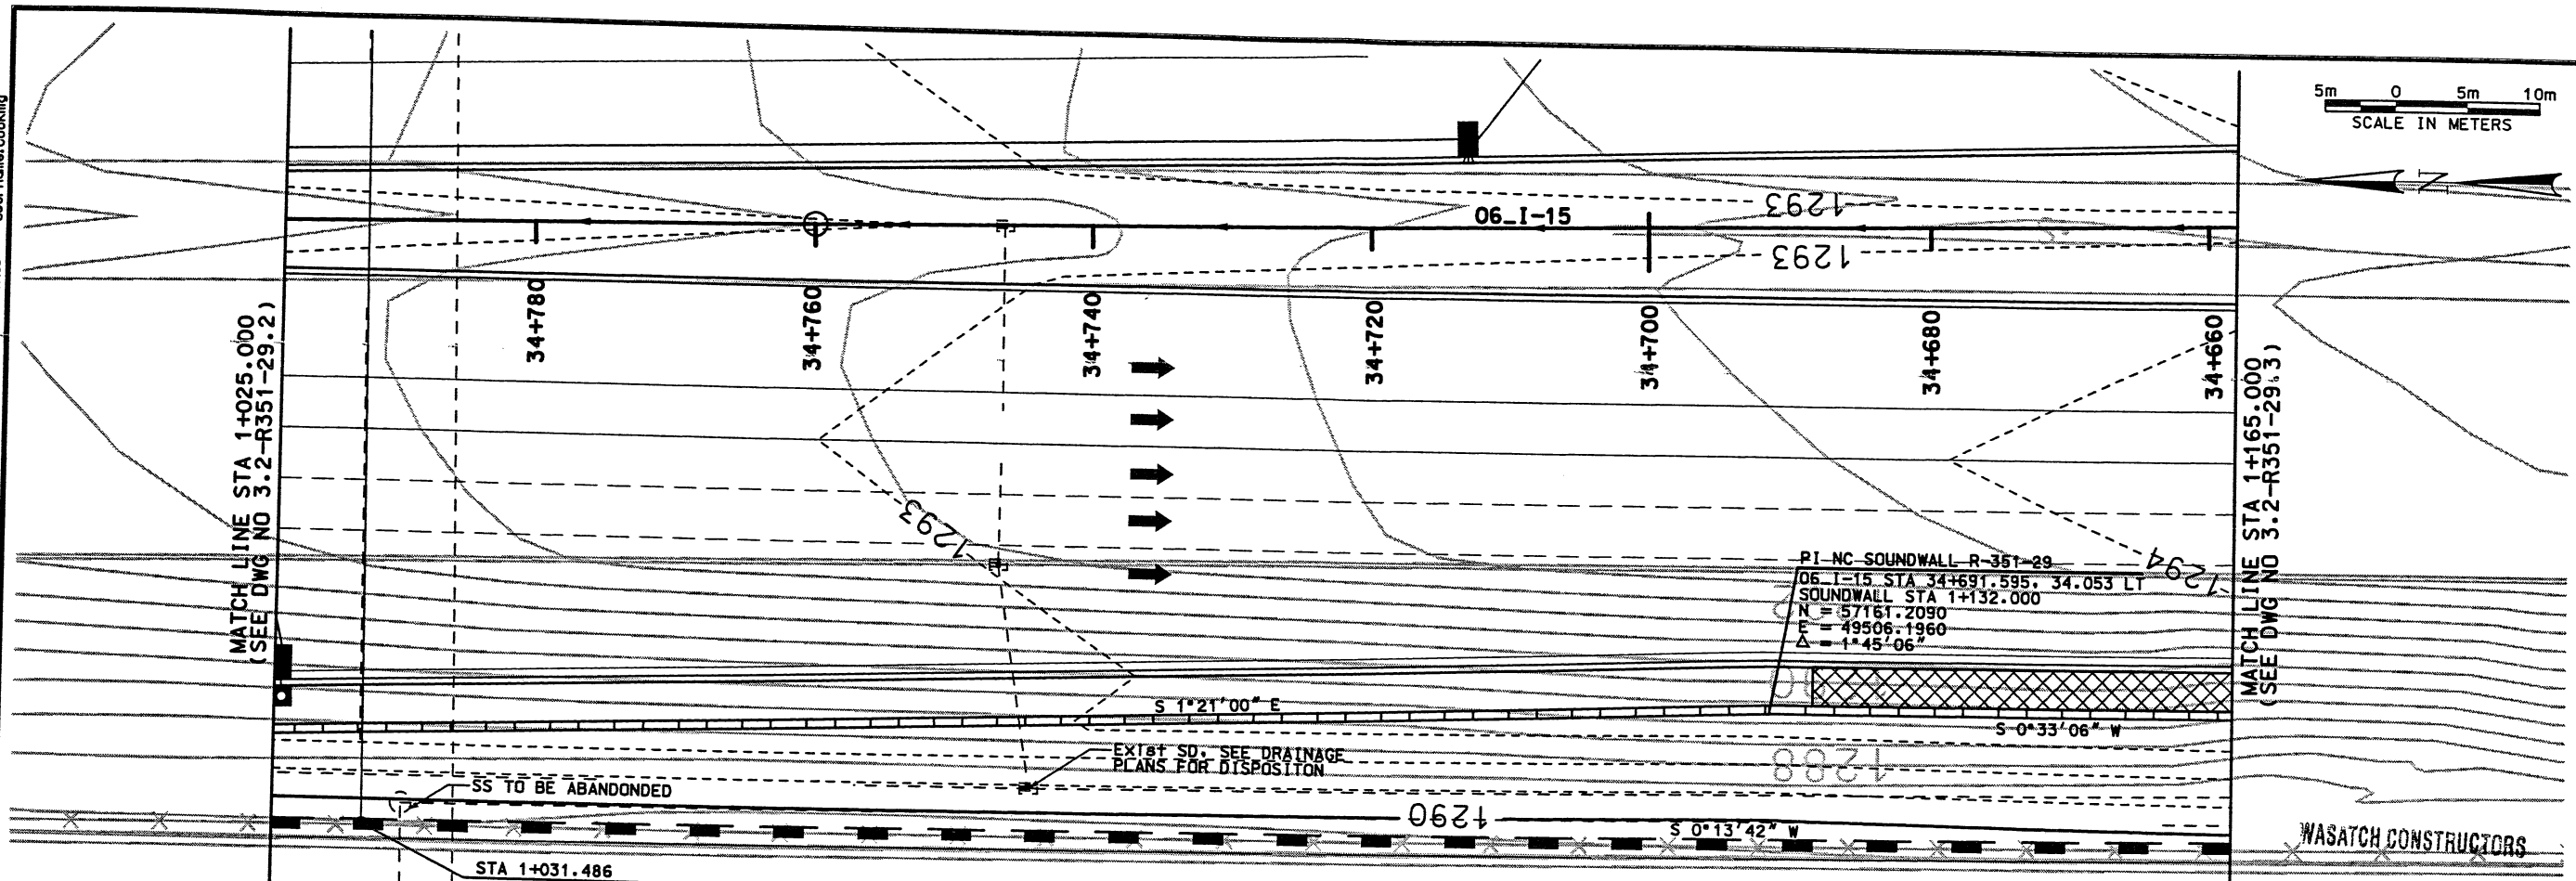 5m 0 5m 10m
SCALE IN METERS
N
06_I-15
1293
1293
34+780
34+760
34+740
34+720
34+700
34+680
34+660
MATCH LINE STA 1+025.000
(SEE DWG NO 3.2-R351-29.2)
MATCH LINE STA 1+165.000
(SEE DWG NO 3.2-R351-29.3)
1293
1294
PI NC SOUNDWALL R-351-29
06_I-15 STA 34+691.595, 34.053 LT
SOUNDWALL STA 1+132.000
N = 57161.2090
E = 49506.1960
Δ = 1°45'06"
S 1°21'00" E
S 0°33'06" W
EXIST SD. SEE DRAINAGE
PLANS FOR DISPOSITON
1288
SS TO BE ABANDONDED
1290
S 0°13'42" W
WASATCH CONSTRUCTORS
STA 1+031.486